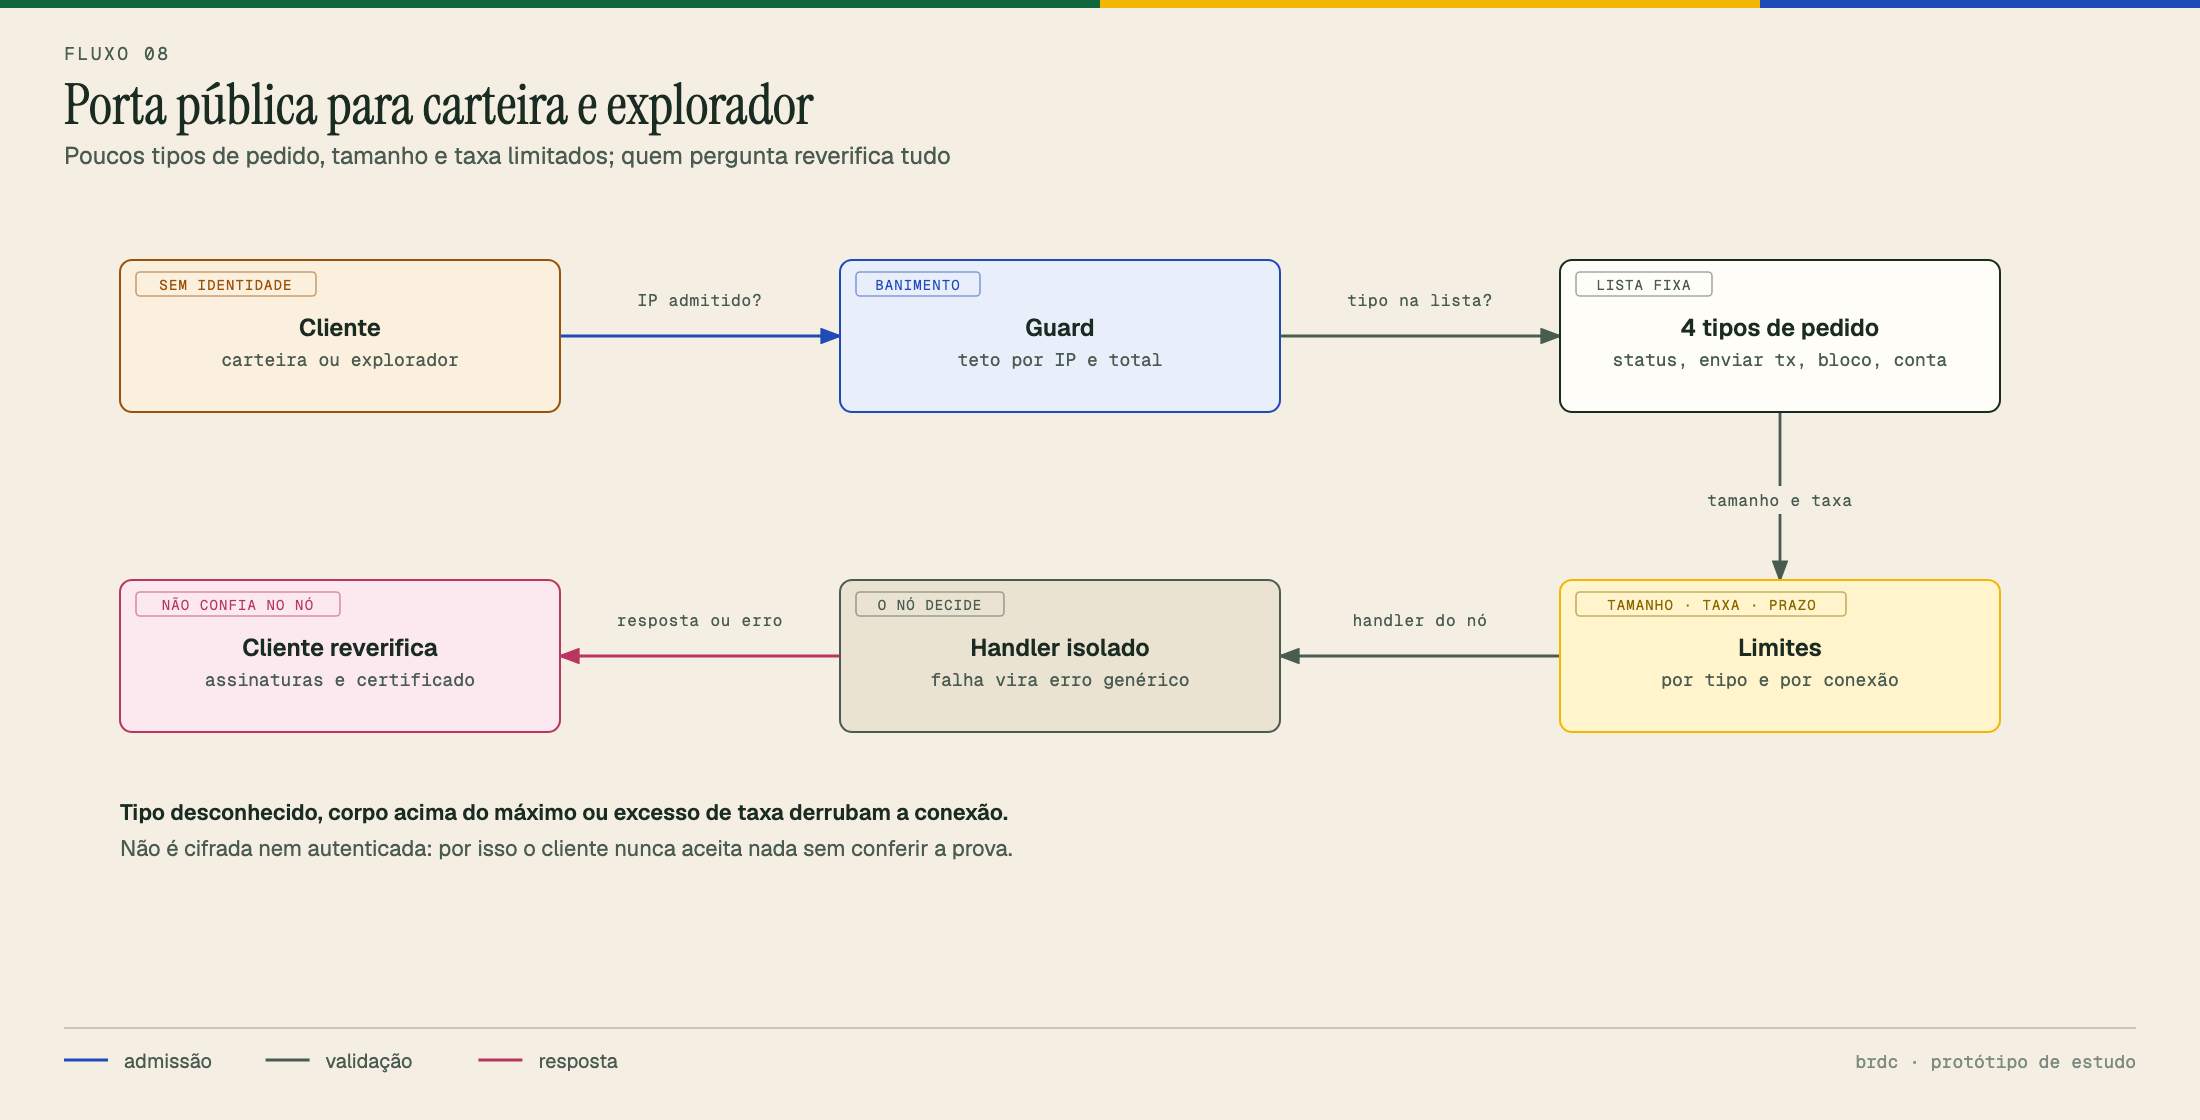 FLUXO 08
Porta pública para carteira e explorador
Poucos tipos de pedido, tamanho e taxa limitados; quem pergunta reverifica tudo
SEM IDENTIDADE
Cliente
carteira ou explorador
IP admitido?
BANIMENTO
Guard
teto por IP e total
tipo na lista?
LISTA FIXA
4 tipos de pedido
status, enviar tx, bloco, conta
tamanho e taxa
TAMANHO · TAXA · PRAZO
Limites
por tipo e por conexão
handler do nó
O NÓ DECIDE
Handler isolado
falha vira erro genérico
resposta ou erro
NÃO CONFIA NO NÓ
Cliente reverifica
assinaturas e certificado
Tipo desconhecido, corpo acima do máximo ou excesso de taxa derrubam a conexão.
Não é cifrada nem autenticada: por isso o cliente nunca aceita nada sem conferir a prova.
admissão
validação
resposta
brdc · protótipo de estudo